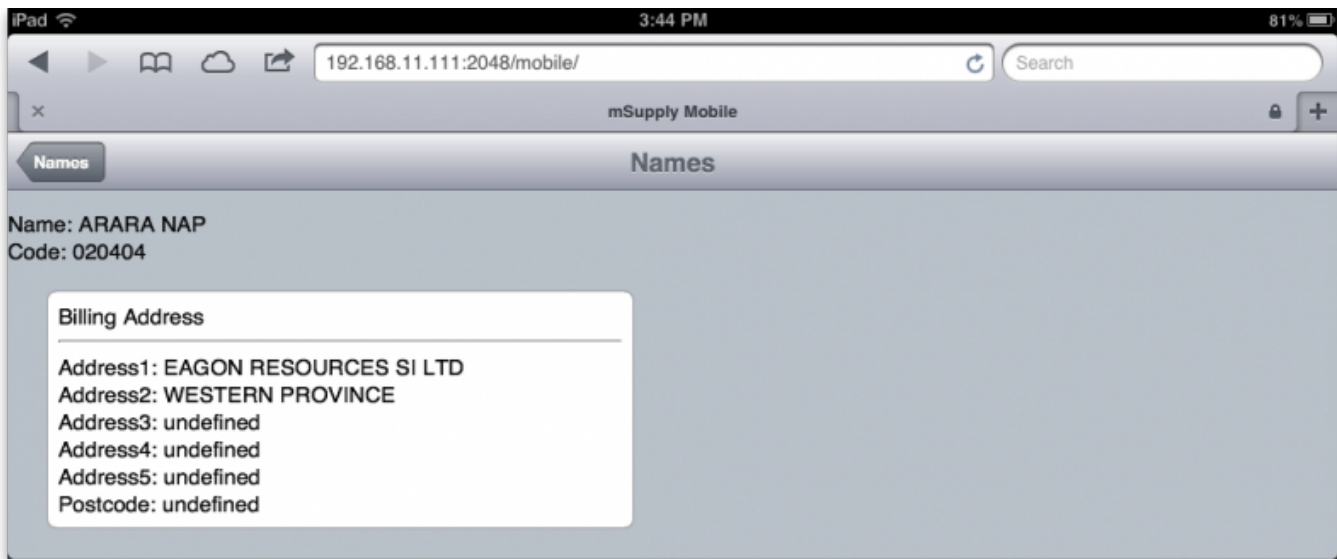 iPad 3:44 PM 81%
192.168.11.111:2048/mobile/ Search
mSupply Mobile
Names Names
Name: ARARA NAP
Code: 020404
Billing Address
Address1: EAGON RESOURCES SI LTD
Address2: WESTERN PROVINCE
Address3: undefined
Address4: undefined
Address5: undefined
Postcode: undefined